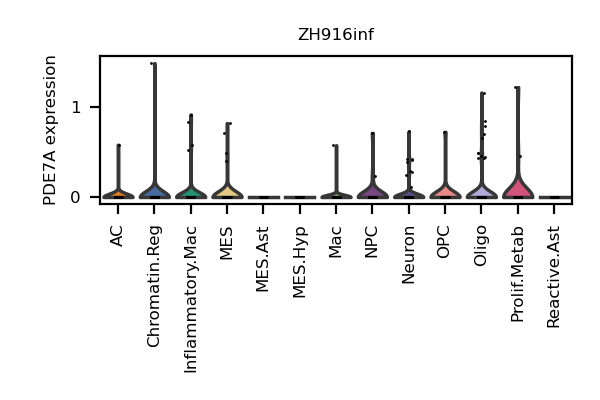 ZH916inf
PDE7A expression
1
0
AC
Chromatin.Reg
Inflammatory.Mac
MES
MES.Ast
MES.Hyp
Mac
NPC
Neuron
OPC
Oligo
Prolif.Metab
Reactive.Ast